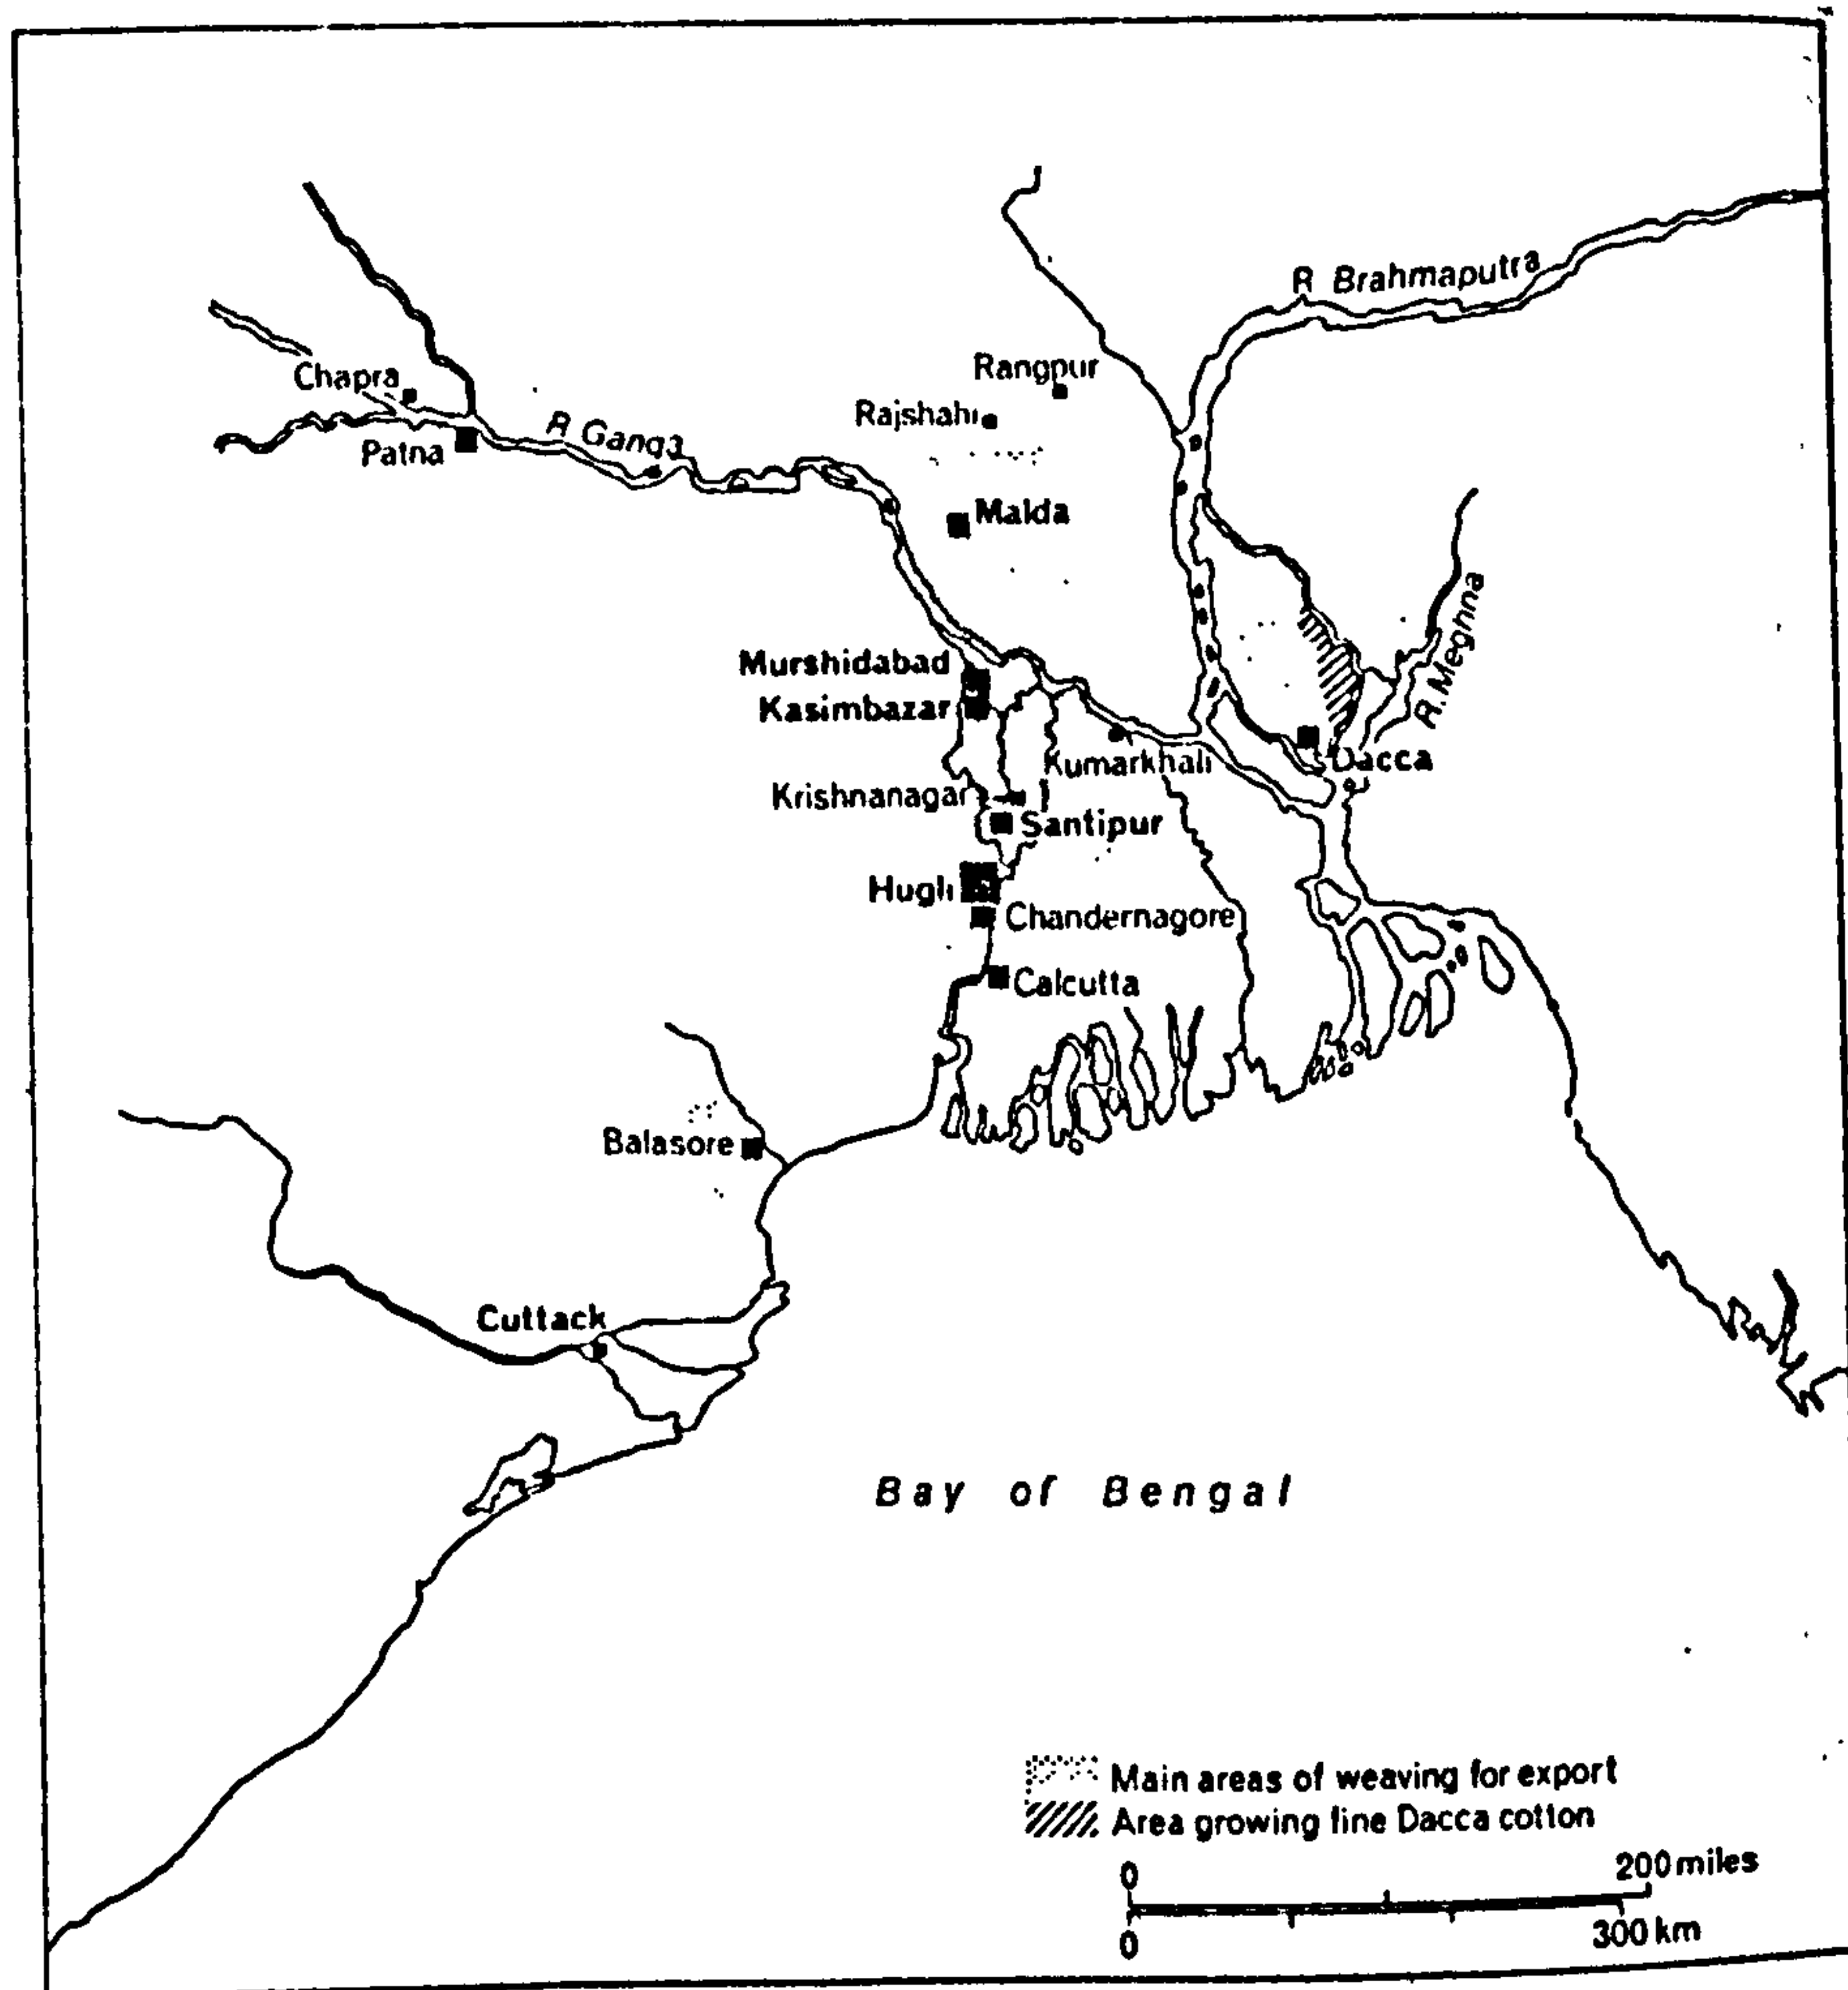 R Brahmaputra
Rangpur
Chapra
Rajshahi
R Ganga
Patna
Malda
R. Meghna
Murshidabad
Kasimbazar
Dacca
Kumarkhali
Krishnanagar
Santipur
Hugli
Chandernagore
Calcutta
Balasore
Cuttack
Bay of Bengal
Main areas of weaving for export
Area growing fine Dacca cotton
0 200 miles
0 300 km